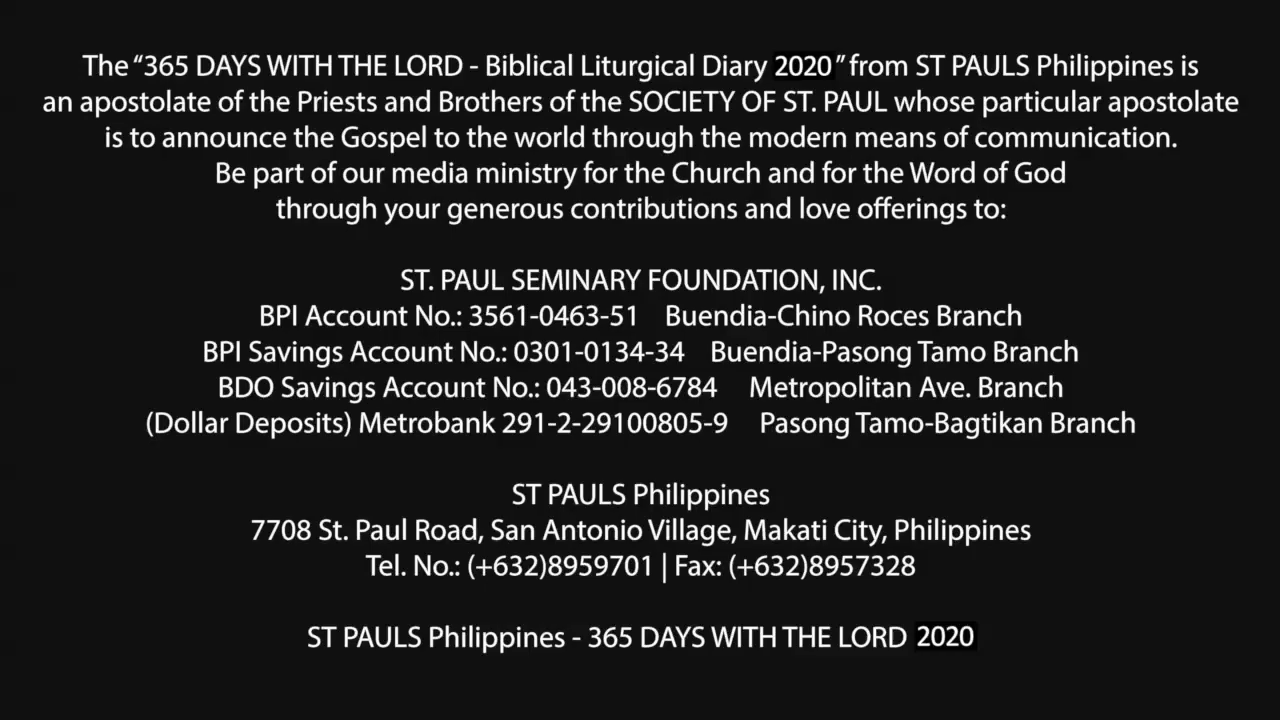 The “365 DAYS WITH THE LORD - Biblical Liturgical Diary 2020” from ST PAULS Philippines is
an apostolate of the Priests and Brothers of the SOCIETY OF ST. PAUL whose particular apostolate
is to announce the Gospel to the world through the modern means of communication.
Be part of our media ministry for the Church and for the Word of God
through your generous contributions and love offerings to:
ST. PAUL SEMINARY FOUNDATION, INC.
BPI Account No.: 3561-0463-51 Buendia-Chino Roces Branch
BPI Savings Account No.: 0301-0134-34 Buendia-Pasong Tamo Branch
BDO Savings Account No.: 043-008-6784 Metropolitan Ave. Branch
(Dollar Deposits) Metrobank 291-2-29100805-9 Pasong Tamo-Bagtikan Branch
ST PAULS Philippines
7708 St. Paul Road, San Antonio Village, Makati City, Philippines
Tel. No.: (+632)8959701 | Fax: (+632)8957328
ST PAULS Philippines - 365 DAYS WITH THE LORD 2020